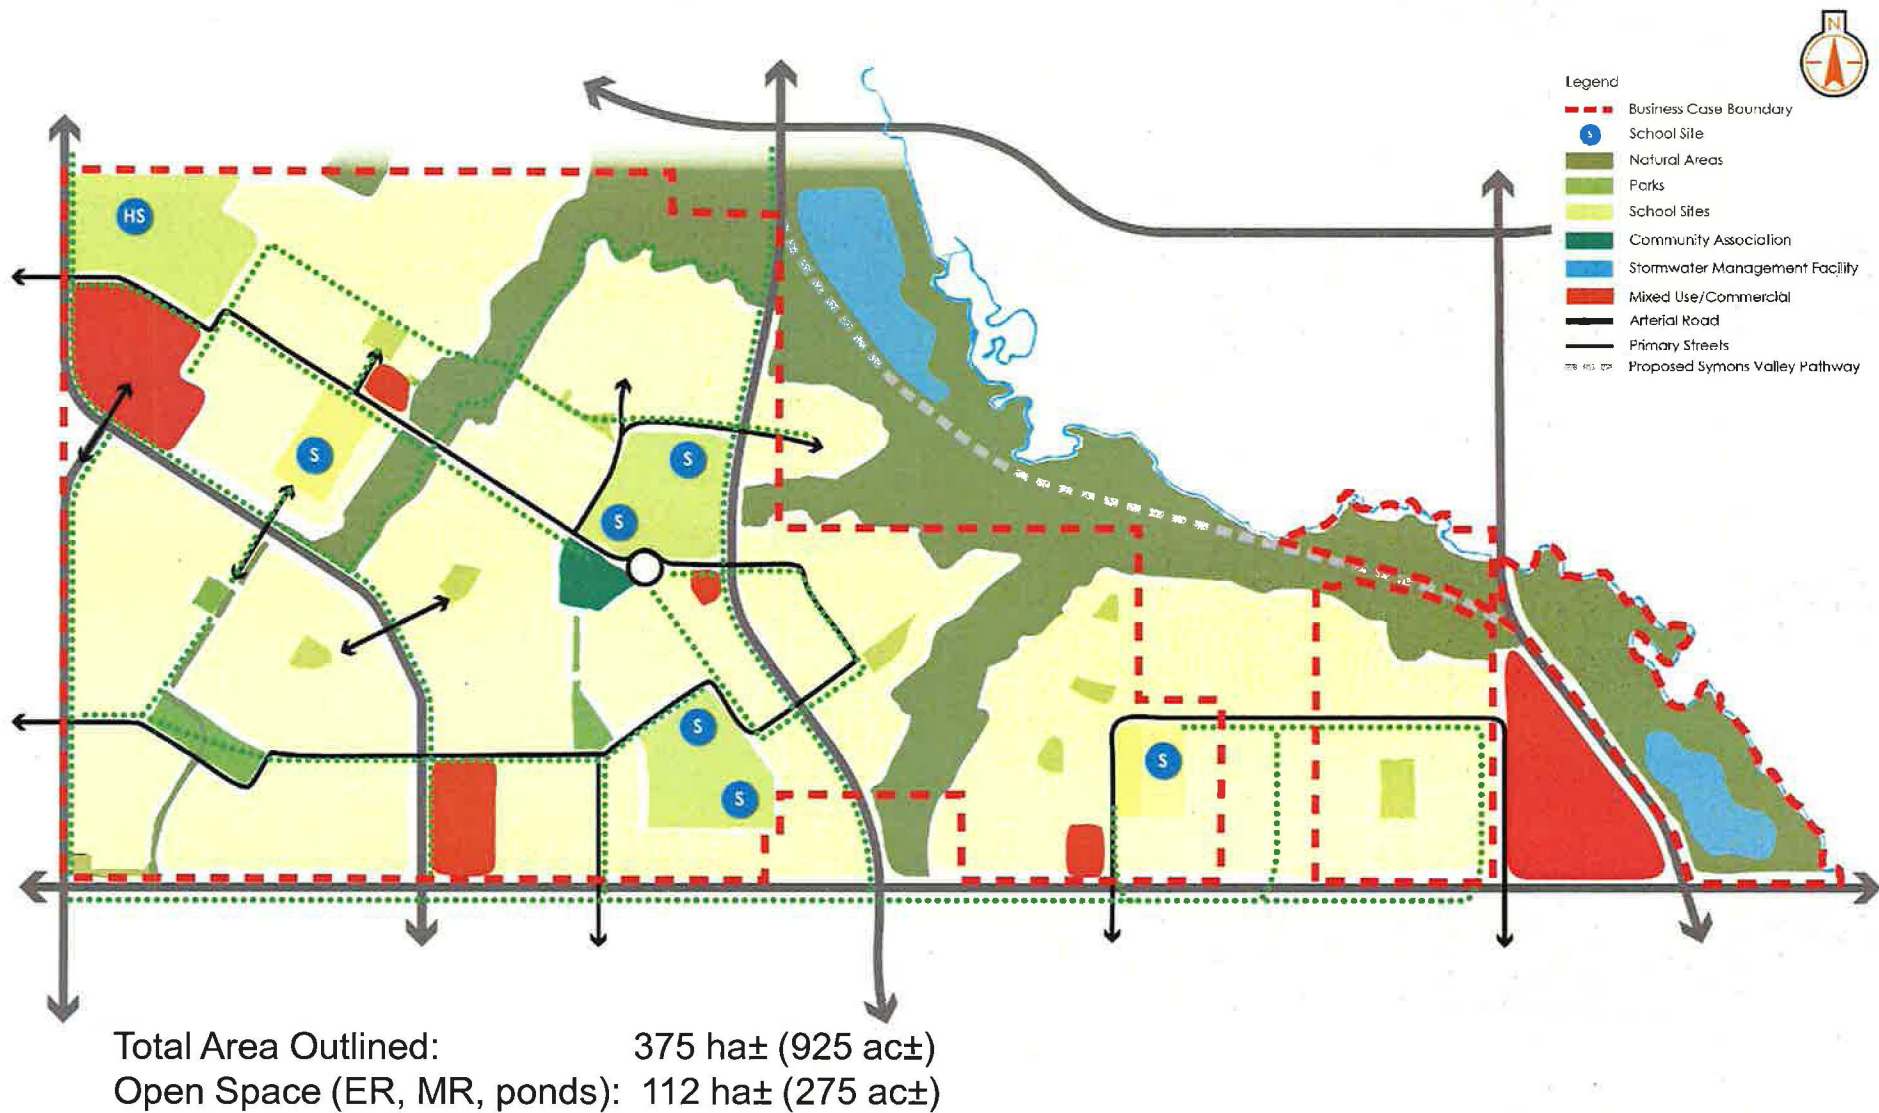 N
Legend
Business Case Boundary
S School Site
Natural Areas
Parks
School Sites
Community Association
Stormwater Management Facility
Mixed Use/Commercial
Arterial Road
Primary Streets
Proposed Symons Valley Pathway
HS
S
S
S
S
S
S
Total Area Outlined: 375 ha± (925 ac±)
Open Space (ER, MR, ponds): 112 ha± (275 ac±)